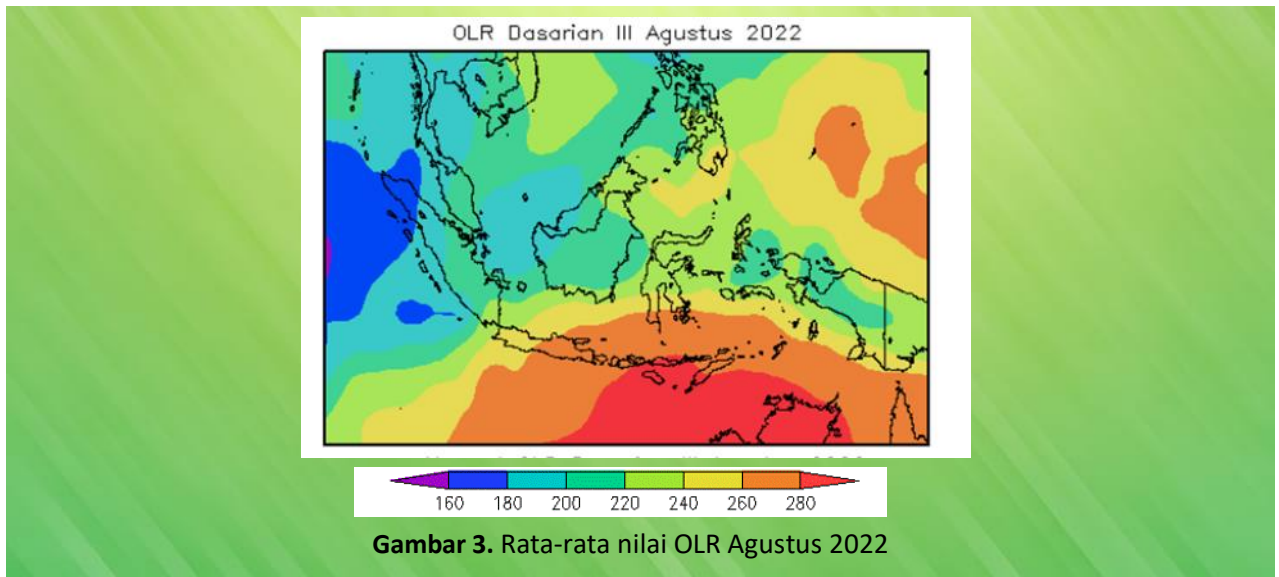 OLR Dasarian III Agustus 2022
160 180 200 220 240 260 280
Gambar 3. Rata-rata nilai OLR Agustus 2022